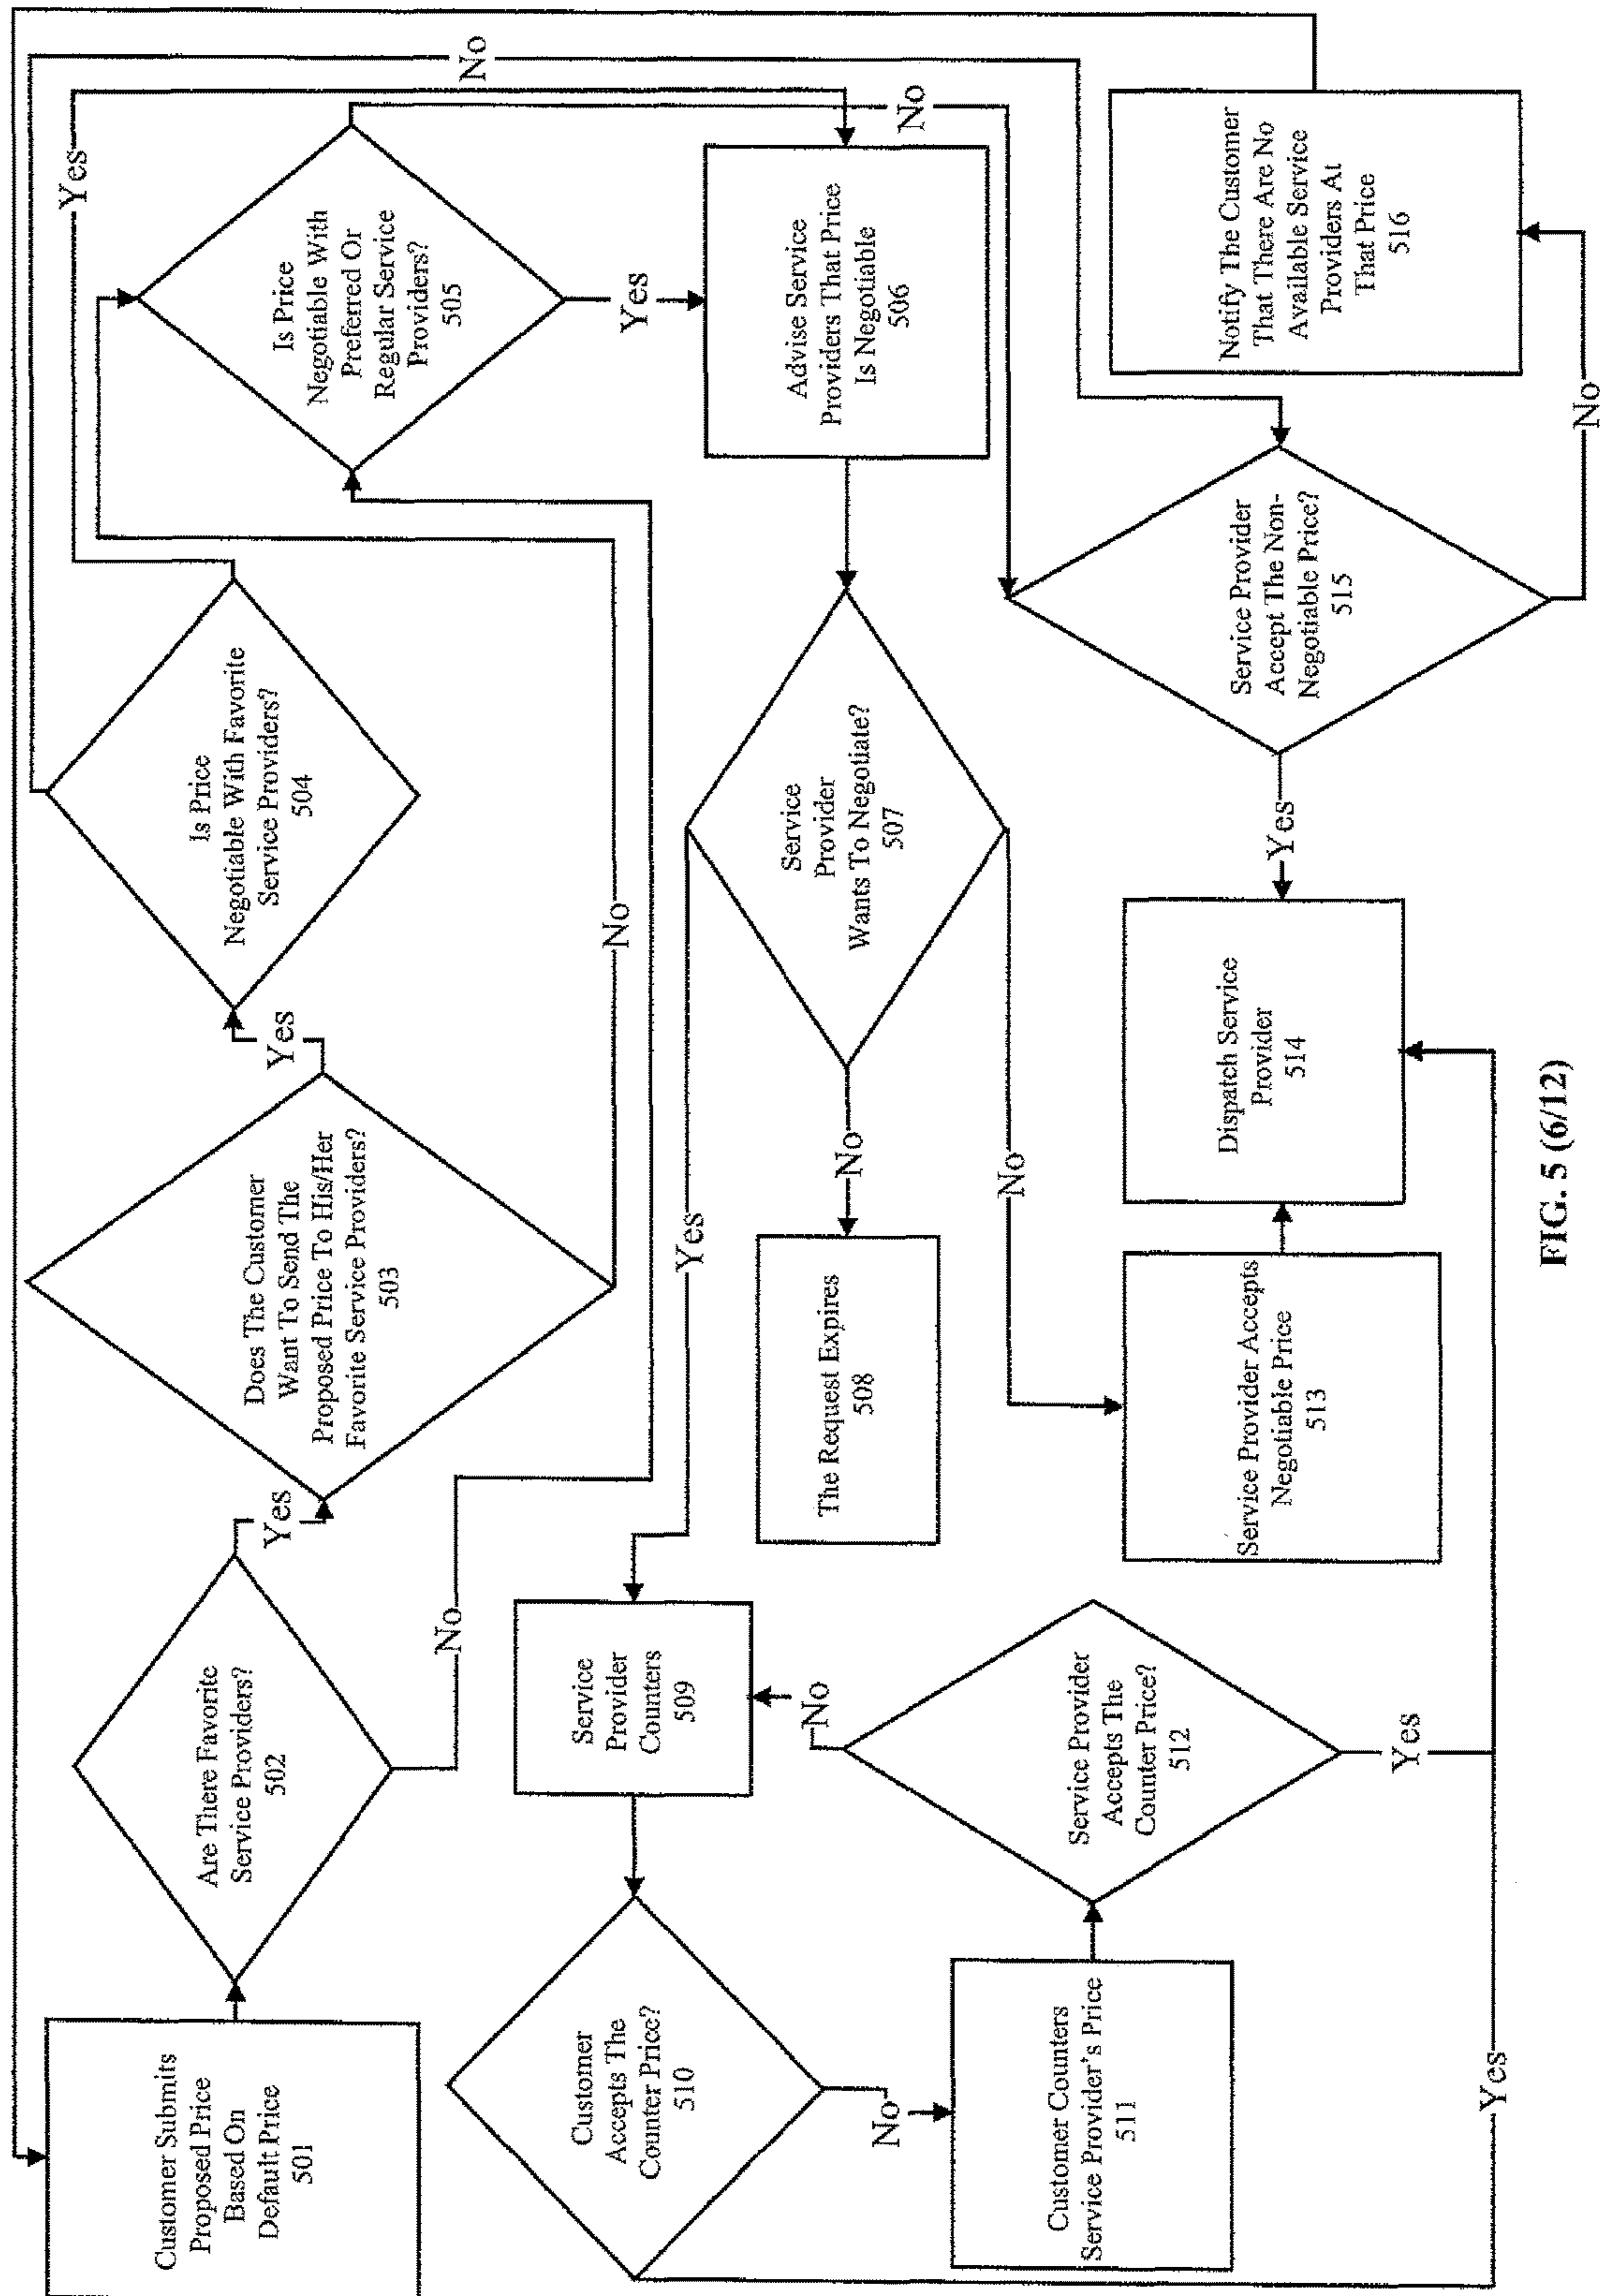 Customer Submits
Proposed Price
Based On
Default Price
501
Are There Favorite
Service Providers?
502
Yes
No
Does The Customer
Want To Send The
Proposed Price To His/Her
Favorite Service Providers?
503
Yes
No
Is Price
Negotiable With Favorite
Service Providers?
504
Yes
No
Is Price
Negotiable With
Preferred Or
Regular Service
Providers?
505
Yes
No
Advise Service
Providers That Price
Is Negotiable
506
Service
Provider
Wants To Negotiate?
507
Yes
No
No
The Request Expires
508
Service
Provider
Counters
509
Customer
Accepts The
Counter Price?
510
No
Yes
Customer Counters
Service Provider's Price
511
Service Provider
Accepts The
Counter Price?
512
No
Yes
Service Provider Accepts
Negotiable Price
513
Dispatch Service
Provider
514
Service Provider
Accept The Non-
Negotiable Price?
515
Yes
No
Notify The Customer
That There Are No
Available Service
Providers At
That Price
516
FIG. 5 (6/12)